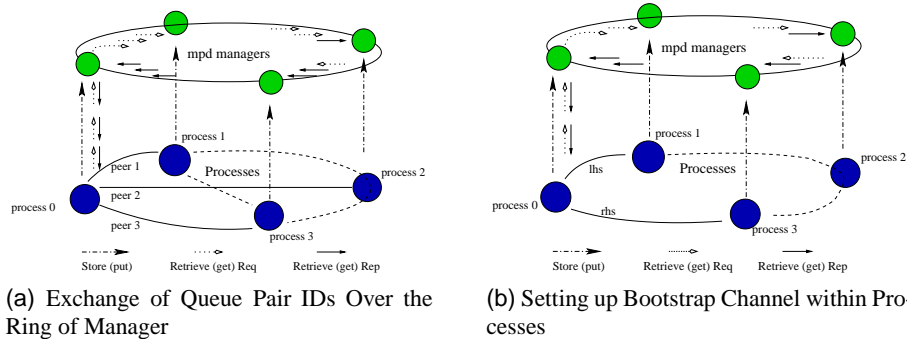 mpd managers
process 1
peer 1
Processes
process 2
peer 2
process 0
peer 3
process 3
Store (put)
Retrieve (get) Req
Retrieve (get) Rep
(a) Exchange of Queue Pair IDs Over the
Ring of Manager
mpd managers
process 1
process 2
lhs
Processes
process 0
rhs
process 3
Store (put)
Retrieve (get) Req
Retrieve (get) Rep
(b) Setting up Bootstrap Channel within Pro-
cesses